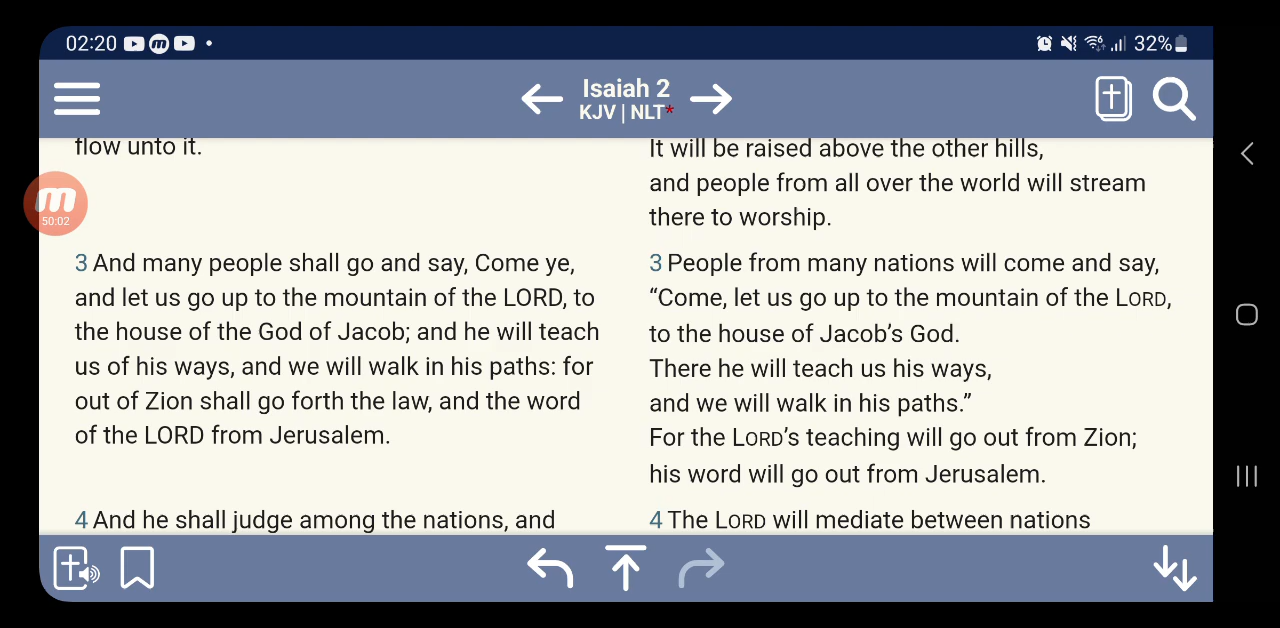 02:20
32%
Isaiah 2
KJV | NLT*
flow unto it.
3 And many people shall go and say, Come ye,
and let us go up to the mountain of the LORD, to
the house of the God of Jacob; and he will teach
us of his ways, and we will walk in his paths: for
out of Zion shall go forth the law, and the word
of the LORD from Jerusalem.
4 And he shall judge among the nations, and
It will be raised above the other hills,
and people from all over the world will stream
there to worship.
3 People from many nations will come and say,
“Come, let us go up to the mountain of the LORD,
to the house of Jacob’s God.
There he will teach us his ways,
and we will walk in his paths.”
For the LORD’s teaching will go out from Zion;
his word will go out from Jerusalem.
4 The LORD will mediate between nations
m
50:02